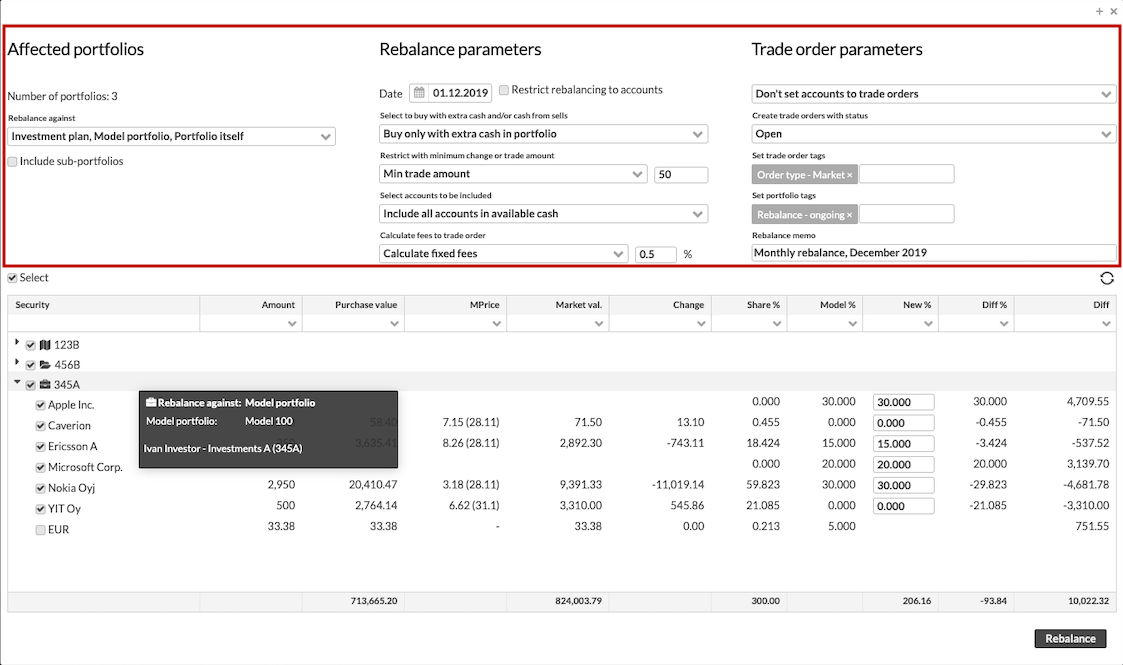 Affected portfolios
Number of portfolios: 3
Rebalance against
Investment plan, Model portfolio, Portfolio itself
Include sub-portfolios
Rebalance parameters
Date 01.12.2019 Restrict rebalancing to accounts
Select to buy with extra cash and/or cash from sells
Buy only with extra cash in portfolio
Restrict with minimum change or trade amount
Min trade amount 50
Select accounts to be included
Include all accounts in available cash
Calculate fees to trade order
Calculate fixed fees 0.5 %
Trade order parameters
Don't set accounts to trade orders
Create trade orders with status
Open
Set trade order tags
Order type - Market ×
Set portfolio tags
Rebalance - ongoing ×
Rebalance memo
Monthly rebalance, December 2019
Select
Security Amount Purchase value MPrice Market val. Change Share % Model % New % Diff % Diff
123B
456B
345A
Rebalance against: Model portfolio
Model portfolio: Model 100
Ivan Investor - Investments A (345A)
Apple Inc. 0.000 30.000 30.000 30.000 4,709.55
Caverion 58.40 7.15 (28.11) 71.50 13.10 0.455 0.000 0.000 -0.455 -71.50
Ericsson A 3,635.41 8.26 (28.11) 2,892.30 -743.11 18.424 15.000 15.000 -3.424 -537.52
Microsoft Corp. 0.000 20.000 20.000 20.000 3,139.70
Nokia Oyj 2,950 20,410.47 3.18 (28.11) 9,391.33 -11,019.14 59.823 30.000 30.000 -29.823 -4,681.78
YIT Oy 500 2,764.14 6.62 (31.1) 3,310.00 545.86 21.085 0.000 0.000 -21.085 -3,310.00
EUR 33.38 33.38 - 33.38 0.00 0.213 5.000 751.55
713,665.20 824,003.79 300.00 206.16 -93.84 10,022.32
Rebalance